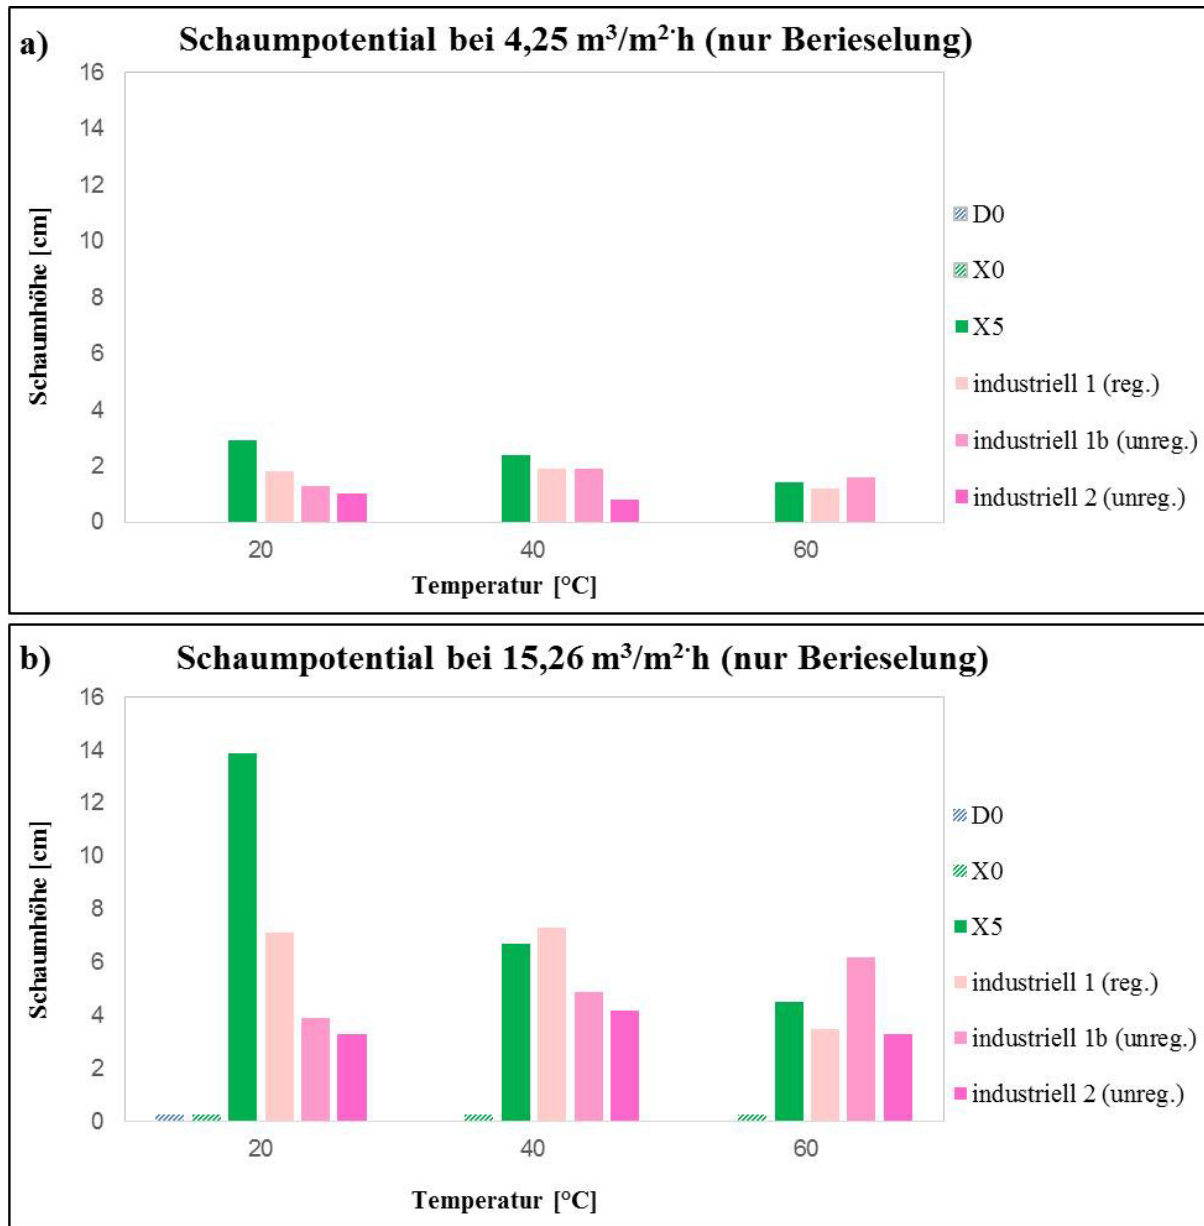 a)
Schaumpotential bei 4,25 m³/m²·h (nur Berieselung)
Schaumhöhe [cm]
16
14
12
10
8
6
4
2
0
20
40
60
Temperatur [°C]
D0
X0
X5
industriell 1 (reg.)
industriell 1b (unreg.)
industriell 2 (unreg.)
b)
Schaumpotential bei 15,26 m³/m²·h (nur Berieselung)
Schaumhöhe [cm]
16
14
12
10
8
6
4
2
0
20
40
60
Temperatur [°C]
D0
X0
X5
industriell 1 (reg.)
industriell 1b (unreg.)
industriell 2 (unreg.)